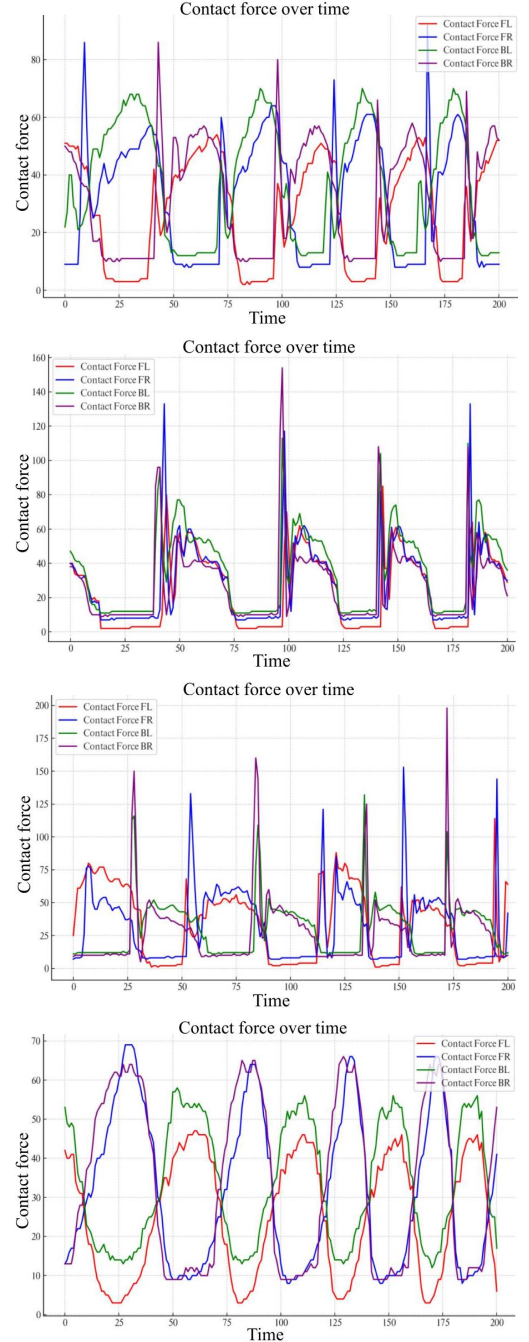 Contact force over time
Contact Force FL
Contact Force FR
Contact Force BL
Contact Force BR
Contact force
80
60
40
20
0
0 25 50 75 100 125 150 175 200
Time
Contact force over time
Contact Force FL
Contact Force FR
Contact Force BL
Contact Force BR
Contact force
160
140
120
100
80
60
40
20
0
0 25 50 75 100 125 150 175 200
Time
Contact force over time
Contact Force FL
Contact Force FR
Contact Force BL
Contact Force BR
Contact force
200
175
150
125
100
75
50
25
0
0 25 50 75 100 125 150 175 200
Time
Contact force over time
Contact Force FL
Contact Force FR
Contact Force BL
Contact Force BR
Contact force
70
60
50
40
30
20
10
0
0 25 50 75 100 125 150 175 200
Time